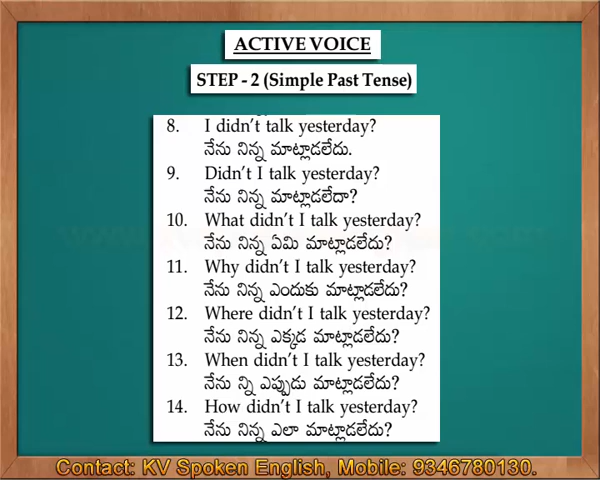 ACTIVE VOICE
STEP - 2 (Simple Past Tense)
8. I didn't talk yesterday?
నేను నిన్న మాట్లాడలేదు.
9. Didn't I talk yesterday?
నేను నిన్న మాట్లాడలేదా?
10. What didn't I talk yesterday?
నేను నిన్న ఏమి మాట్లాడలేదు?
11. Why didn't I talk yesterday?
నేను నిన్న ఎందుకు మాట్లాడలేదు?
12. Where didn't I talk yesterday?
నేను నిన్న ఎక్కడ మాట్లాడలేదు?
13. When didn't I talk yesterday?
నేను న్ని ఎప్పుడు మాట్లాడలేదు?
14. How didn't I talk yesterday?
నేను నిన్న ఎలా మాట్లాడలేదు?
Contact: KV Spoken English, Mobile: 9346780130.